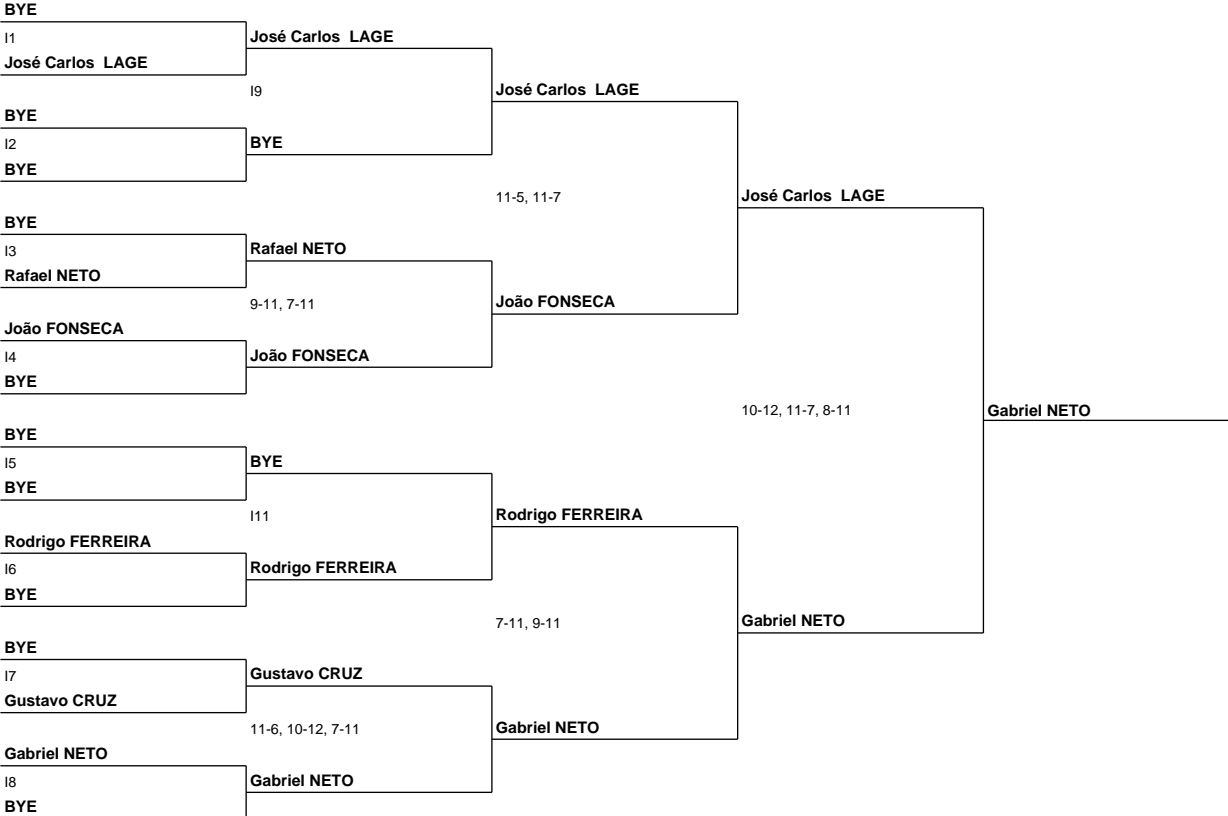 BYE
I1
José Carlos LAGE
BYE
I2
BYE
BYE
I3
Rafael NETO
João FONSECA
I4
BYE
BYE
I5
BYE
Rodrigo FERREIRA
I6
BYE
BYE
I7
Gustavo CRUZ
Gabriel NETO
I8
BYE
José Carlos LAGE
I9
BYE
Rafael NETO
9-11, 7-11
João FONSECA
BYE
I11
Rodrigo FERREIRA
Gustavo CRUZ
11-6, 10-12, 7-11
Gabriel NETO
José Carlos LAGE
11-5, 11-7
João FONSECA
Rodrigo FERREIRA
7-11, 9-11
Gabriel NETO
José Carlos LAGE
10-12, 11-7, 8-11
Gabriel NETO
Gabriel NETO